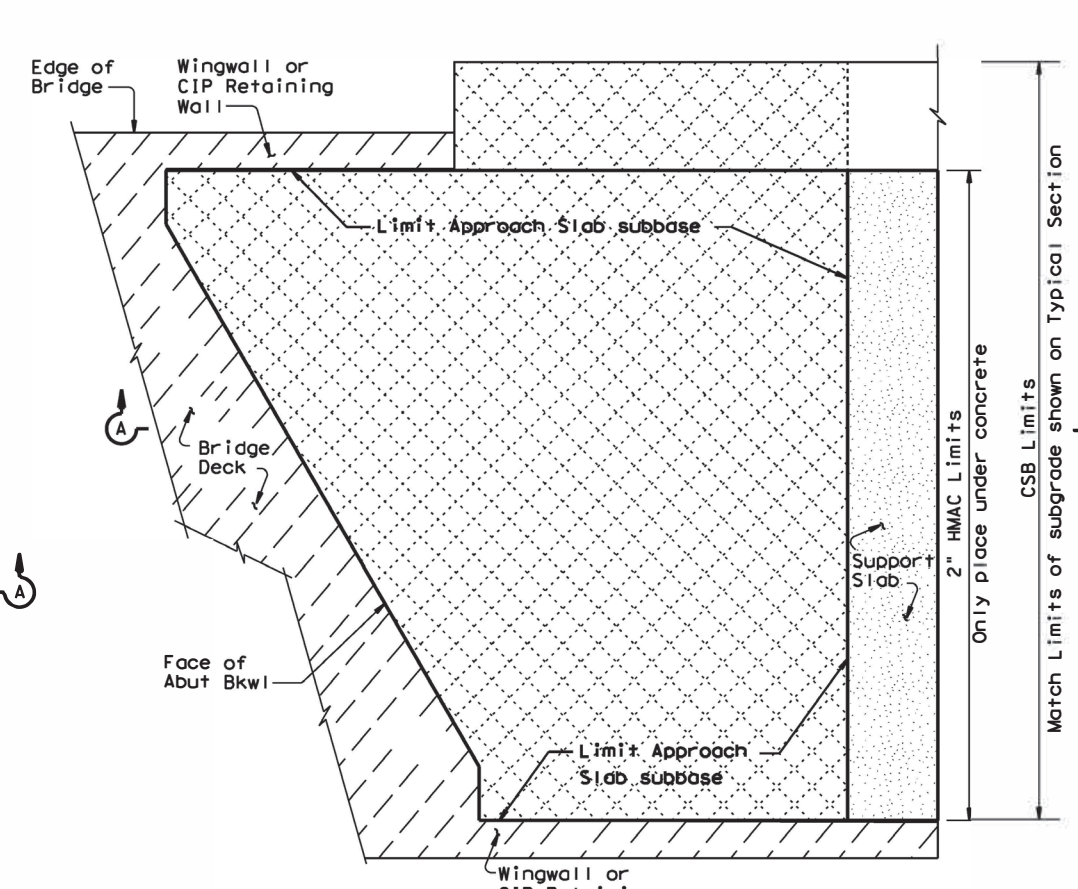 Edge of
Bridge
Wingwall or
CIP Retaining
Wall
Limit Approach Slab subbase
A
Bridge
Deck
A
Support
Slab
Face of
Abut Bkwl
Limit Approach
Slab subbase
Wingwall or
2" HMAC Limits
Only place under concrete
CSB Limits
Match Limits of subgrade shown on Typical Section